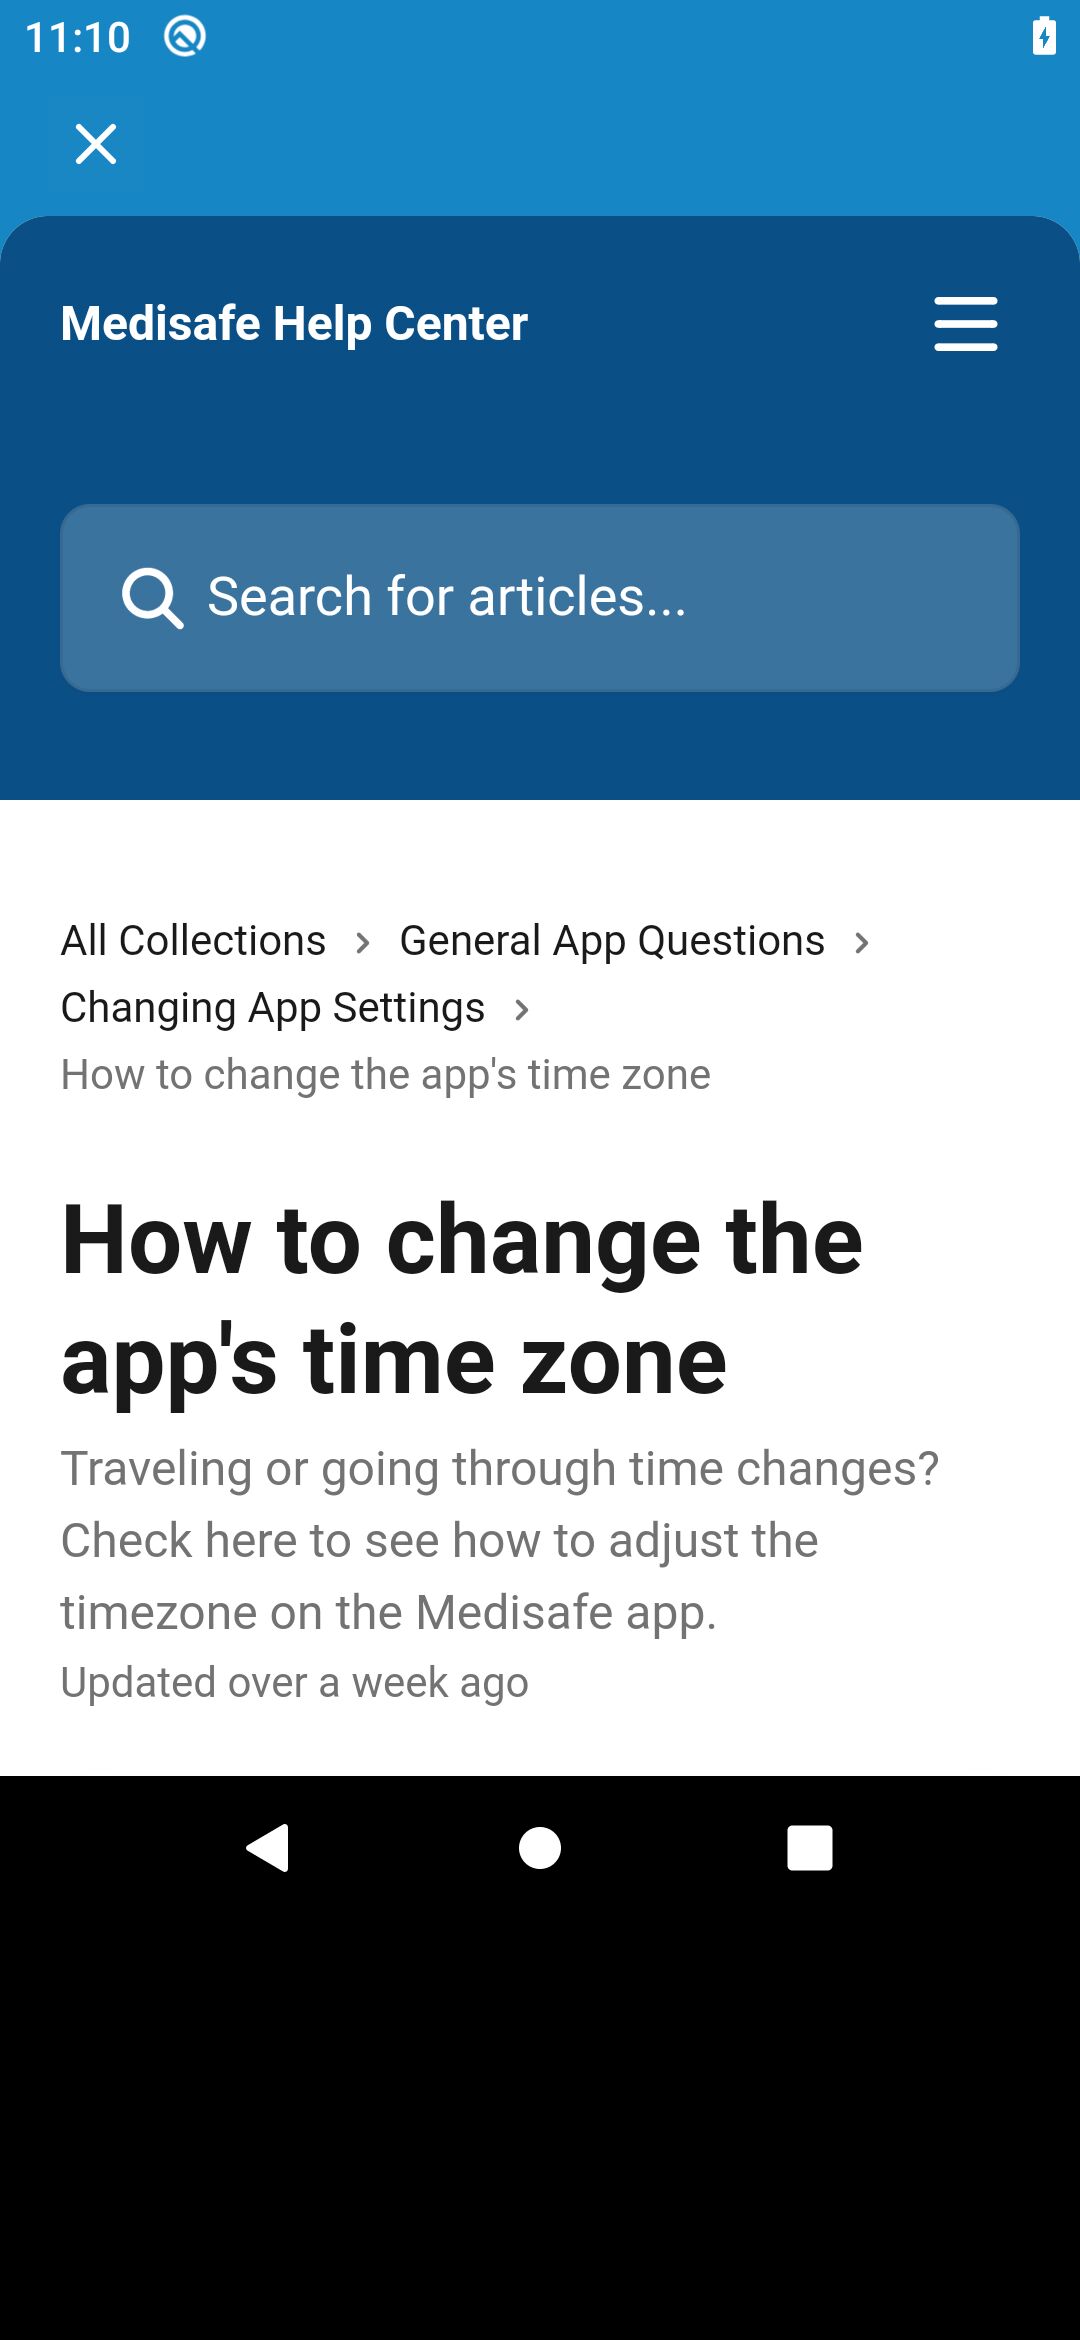 11:10
Medisafe Help Center
Search for articles...
All Collections > General App Questions >
Changing App Settings >
How to change the app's time zone
How to change the
app's time zone
Traveling or going through time changes?
Check here to see how to adjust the
timezone on the Medisafe app.
Updated over a week ago